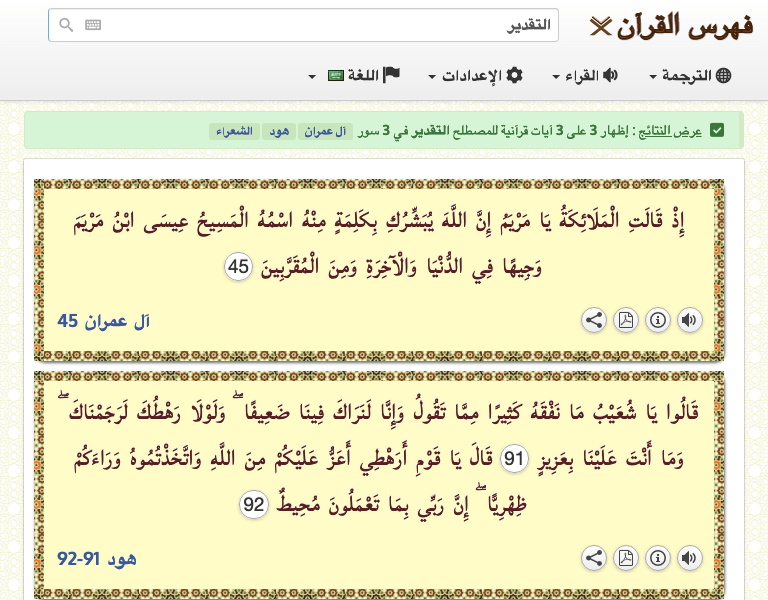 فهرس القرآن
التقدير
الترجمة القراء الإعدادات اللغة
عرض النتائج : إظهار 3 على 3 آيات قرآنية للمصطلح التقدير في 3 سور آل عمران هود الشعراء
إِذْ قَالَتِ الْمَلَائِكَةُ يَا مَرْيَمُ إِنَّ اللَّهَ يُبَشِّرُكِ بِكَلِمَةٍ مِنْهُ اسْمُهُ الْمَسِيحُ عِيسَى ابْنُ مَرْيَمَ
وَجِيهًا فِي الدُّنْيَا وَالْآخِرَةِ وَمِنَ الْمُقَرَّبِينَ 45
آل عمران 45
قَالُوا يَا شُعَيْبُ مَا نَفْقَهُ كَثِيرًا مِمَّا تَقُولُ وَإِنَّا لَنَرَاكَ فِينَا ضَعِيفًا ۖ وَلَوْلَا رَهْطُكَ لَرَجَمْنَاكَ ۖ
وَمَا أَنْتَ عَلَيْنَا بِعَزِيزٍ 91 قَالَ يَا قَوْمِ أَرَهْطِي أَعَزُّ عَلَيْكُمْ مِنَ اللَّهِ وَاتَّخَذْتُمُوهُ وَرَاءَكُمْ
ظِهْرِيًّا ۖ إِنَّ رَبِّي بِمَا تَعْمَلُونَ مُحِيطٌ 92
هود 91-92